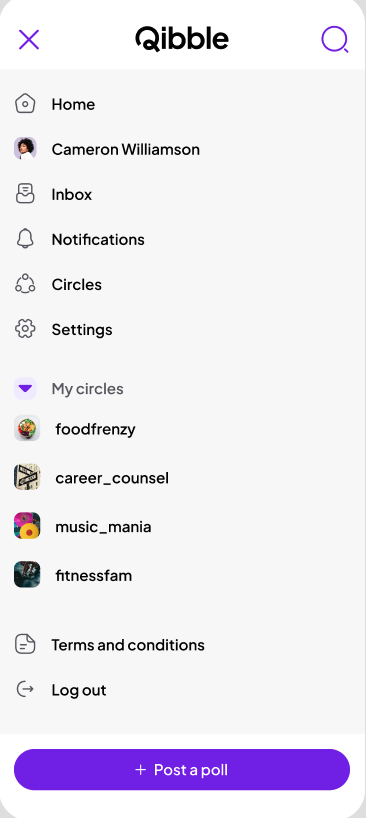 Qibble
Home
Cameron Williamson
Inbox
Notifications
Circles
Settings
My circles
foodfrenzy
career_counsel
music_mania
fitnessfam
Terms and conditions
Log out
+ Post a poll